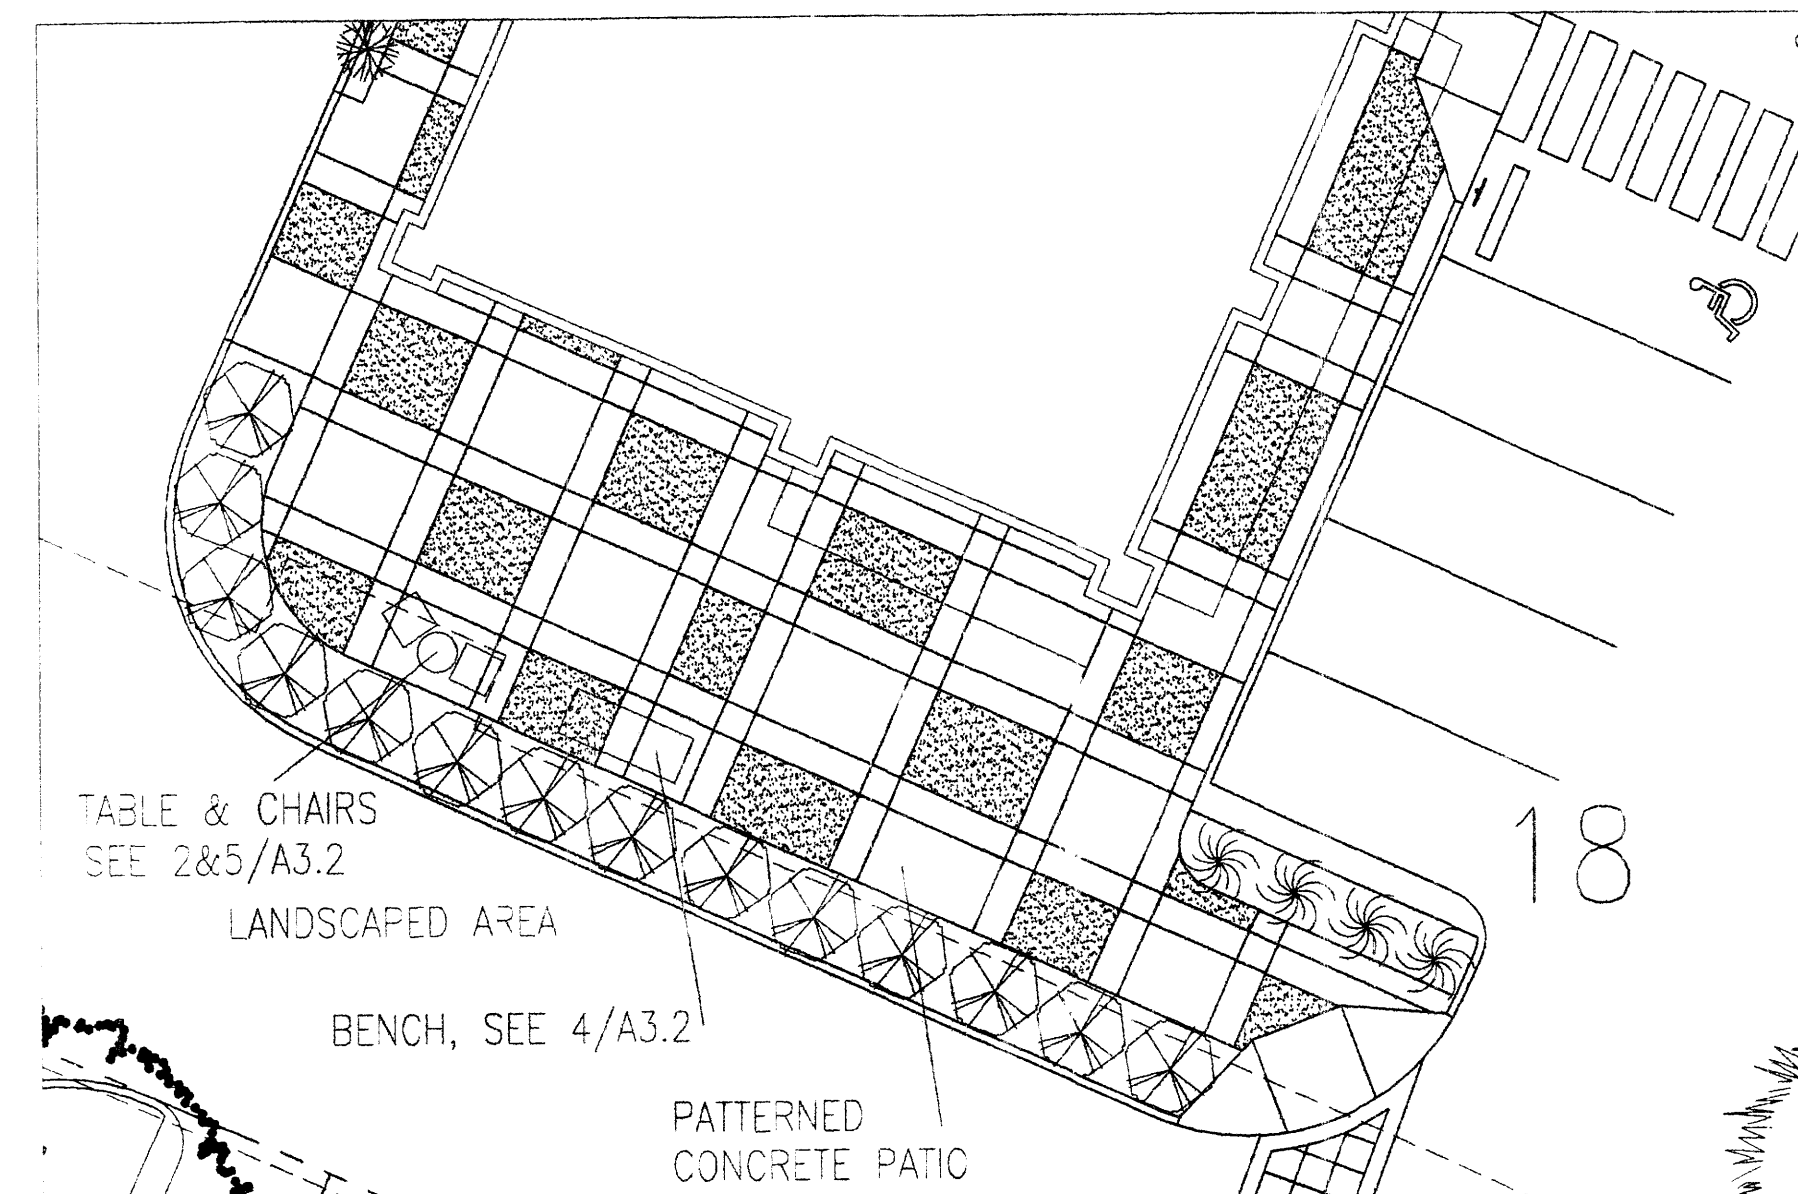 TABLE & CHAIRS
SEE 2&5/A3.2
LANDSCAPED AREA
BENCH, SEE 4/A3.2
PATTERNED
CONCRETE PATIO
18